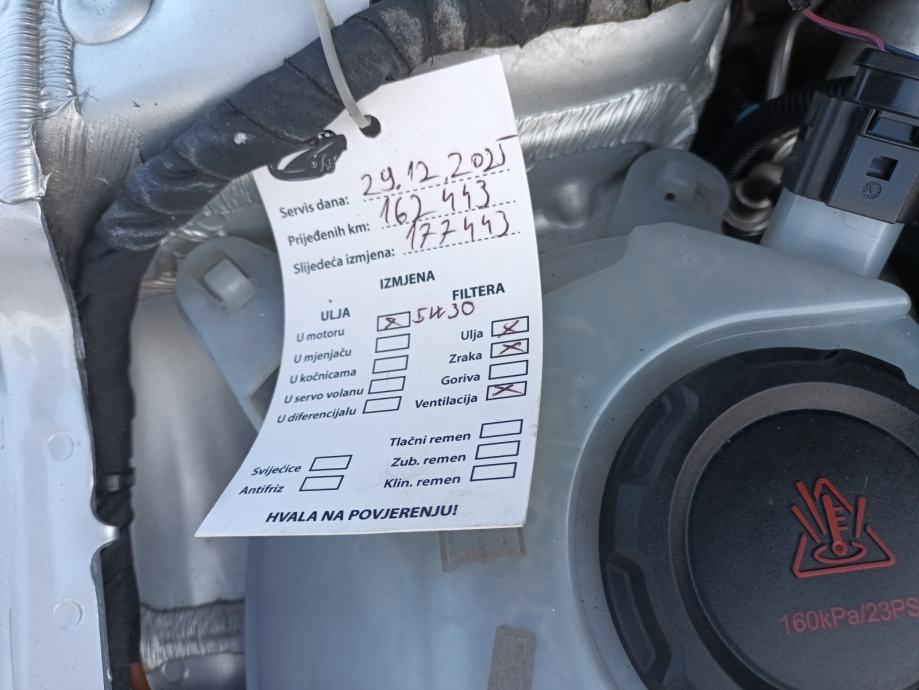 Servis dana: 29.12.2025
Prijeđenih km: 162 443
Slijedeća izmjena: 177443
IZMJENA
ULJA
FILTERA
U motoru x 5W30
U mjenjaču
U kočnicama
U servo volanu
U diferencijalu
Ulja x
Zraka x
Goriva
Ventilacija x
Tlačni remen
Zub. remen
Klin. remen
Svijećice
Antifriz
HVALA NA POVJERENJU!
160kPa/23PS